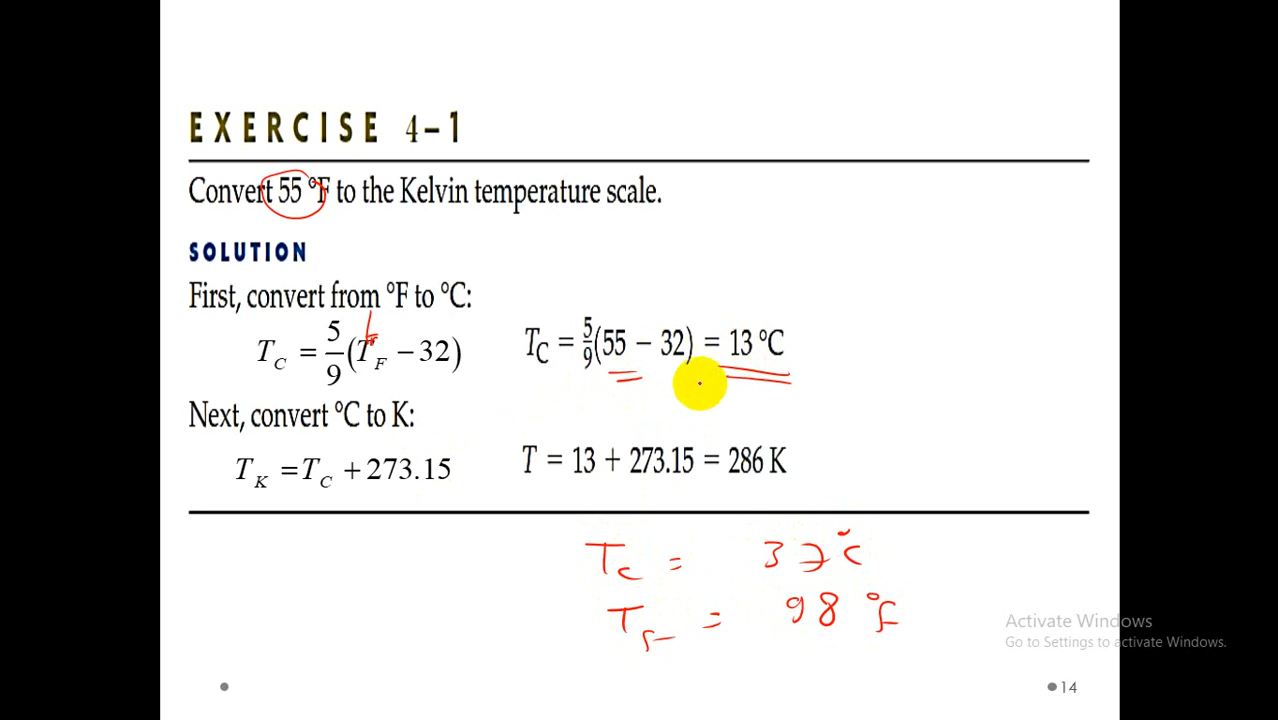 EXERCISE 4-1
Convert 55 °F to the Kelvin temperature scale.
SOLUTION
First, convert from °F to °C:
T_C = 5/9 (T_F − 32)
T_C = 5/9 (55 − 32) = 13 °C
Next, convert °C to K:
T_K = T_C + 273.15
T = 13 + 273.15 = 286 K
T_C = 37 °C
T_F = 98 °F
Activate Windows
Go to Settings to activate Windows.
14